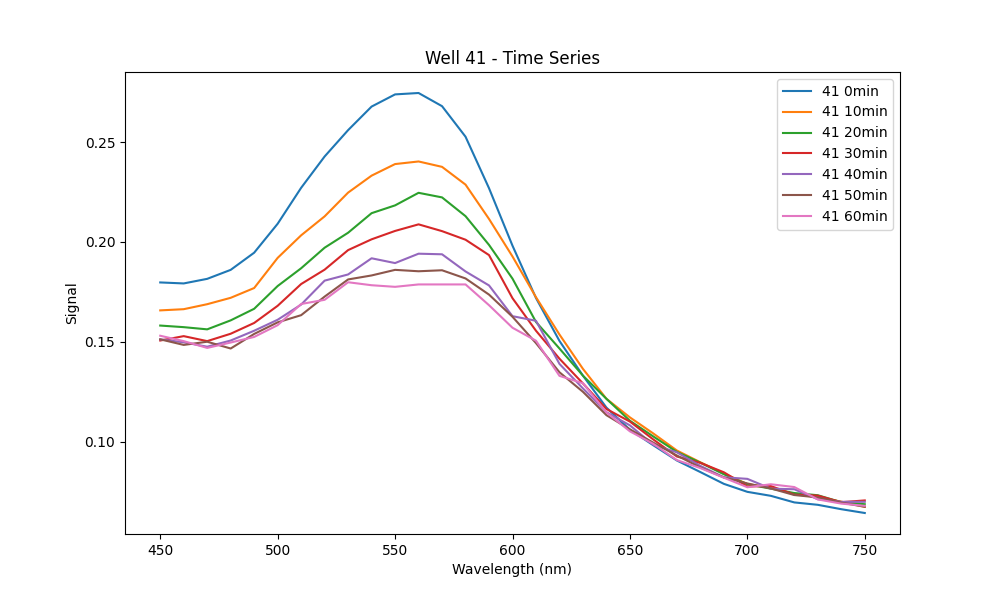 Well 41 - Time Series
41 0min
41 10min
41 20min
41 30min
41 40min
41 50min
41 60min
0.25
0.20
0.15
0.10
Signal
450 500 550 600 650 700 750
Wavelength (nm)